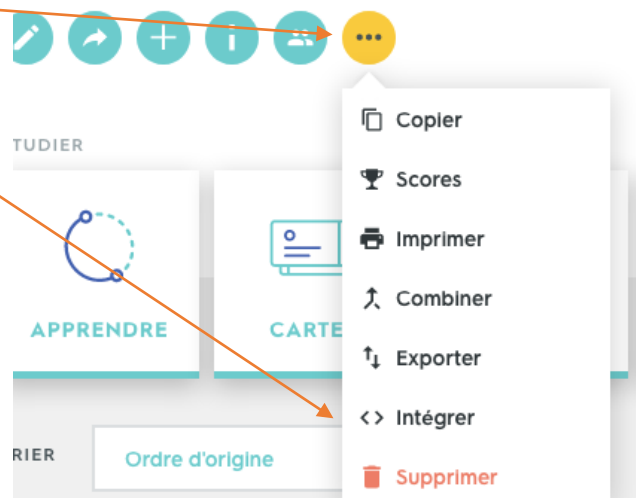 Copier
TUDIER
Scores
Imprimer
Combiner
APPRENDRE
CARTE
Exporter
Intégrer
RIER
Ordre d'origine
Supprimer